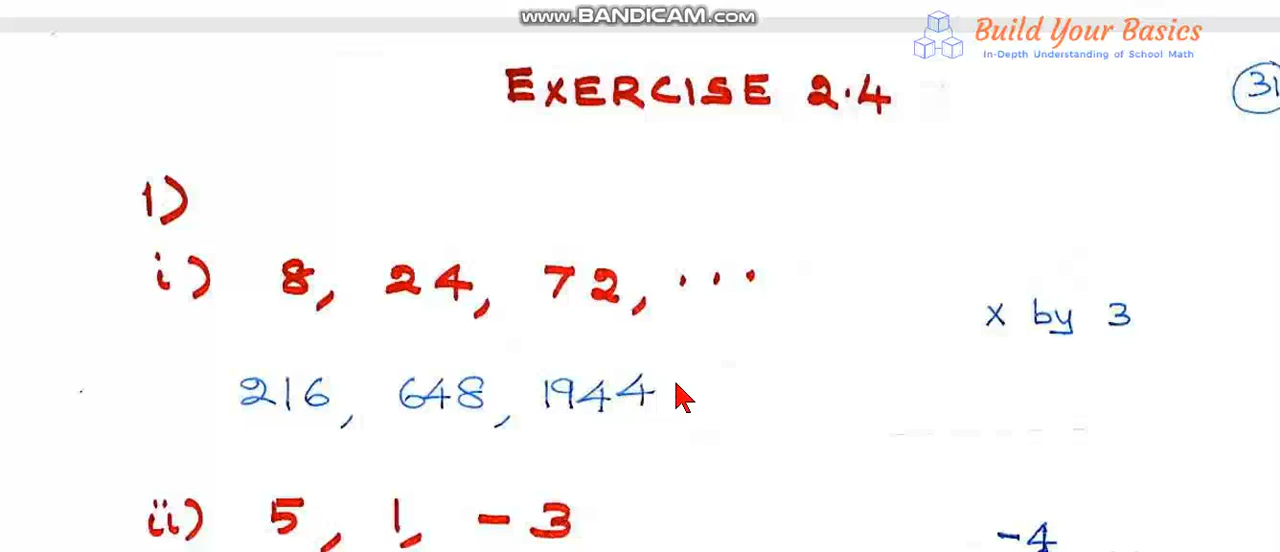 www.BANDICAM.com
Build Your Basics
In-Depth Understanding of School Math
EXERCISE 2.4
31
1)
i) 8, 24, 72, ...
x by 3
216, 648, 1944
ii) 5, 1, -3
-4